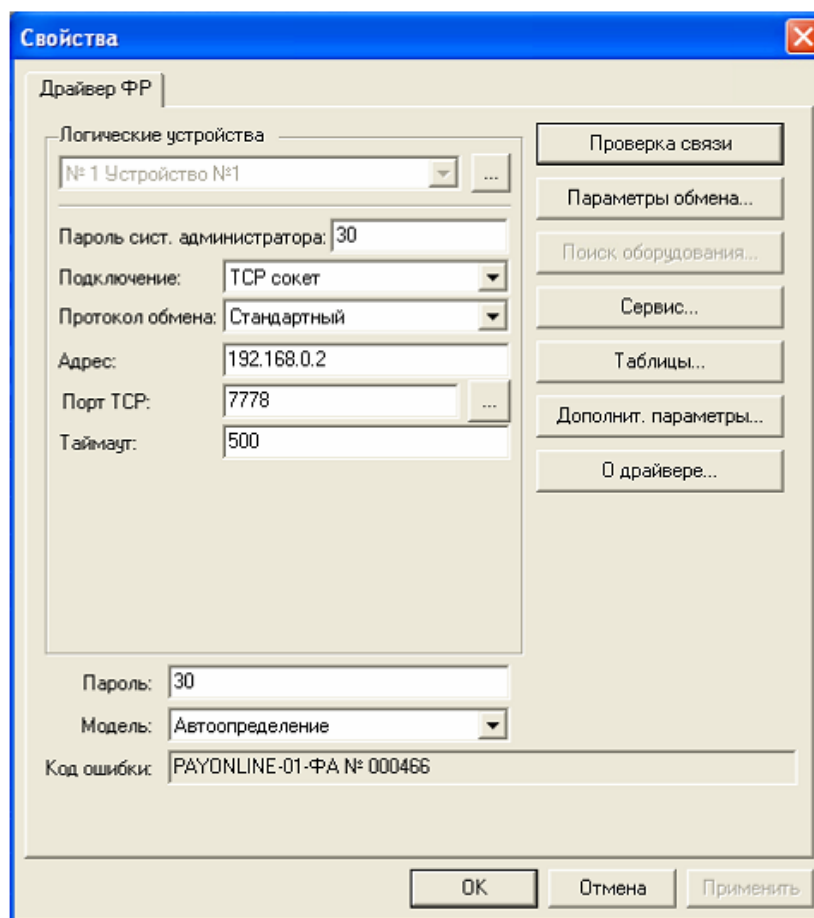 Свойства
Драйвер ФР
Логические устройства
№ 1 Устройство №1
...
Пароль сист. администратора: 30
Подключение: TCP сокет
Протокол обмена: Стандартный
Адрес: 192.168.0.2
Порт TCP: 7778
...
Таймаут: 500
Проверка связи
Параметры обмена...
Поиск оборудования...
Сервис...
Таблицы...
Дополнит. параметры...
О драйвере...
Пароль: 30
Модель: Автоопределение
Код ошибки: PAYONLINE-01-ФА № 000466
OK
Отмена
Применить